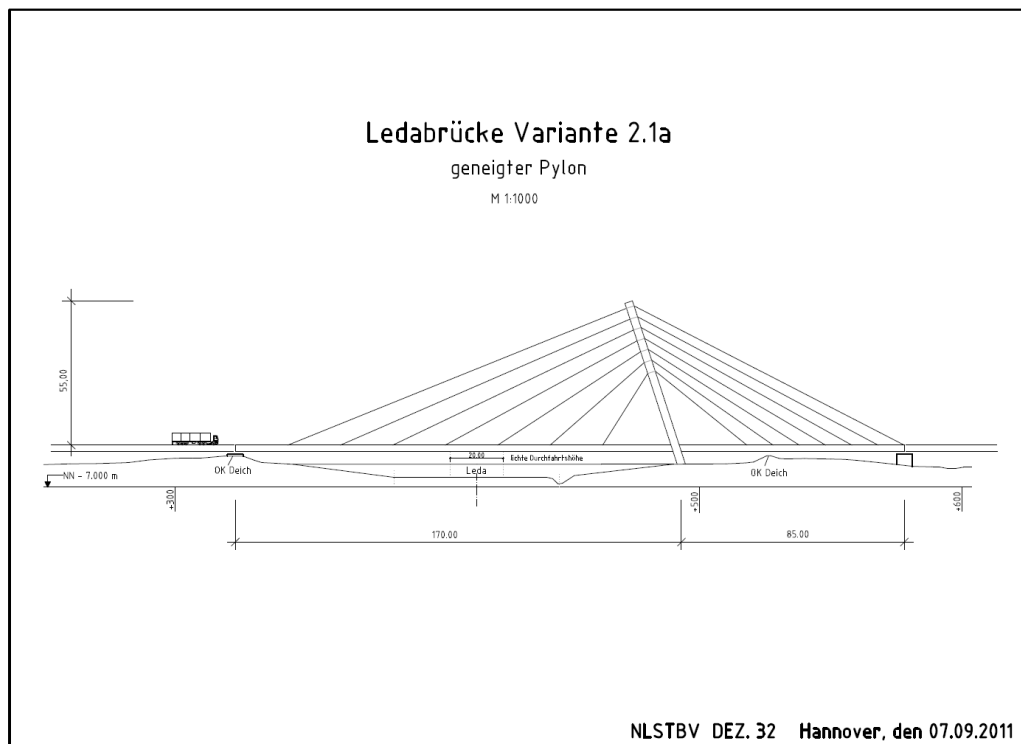 Ledabrücke Variante 2.1a
geneigter Pylon
M 1:1000
55.00
20.00
lichte Durchfahrtshöhe
OK Deich
Leda
OK Deich
NN - 7.000 m
+300
+500
+600
170.00
85.00
NLSTBV DEZ. 32 Hannover, den 07.09.2011